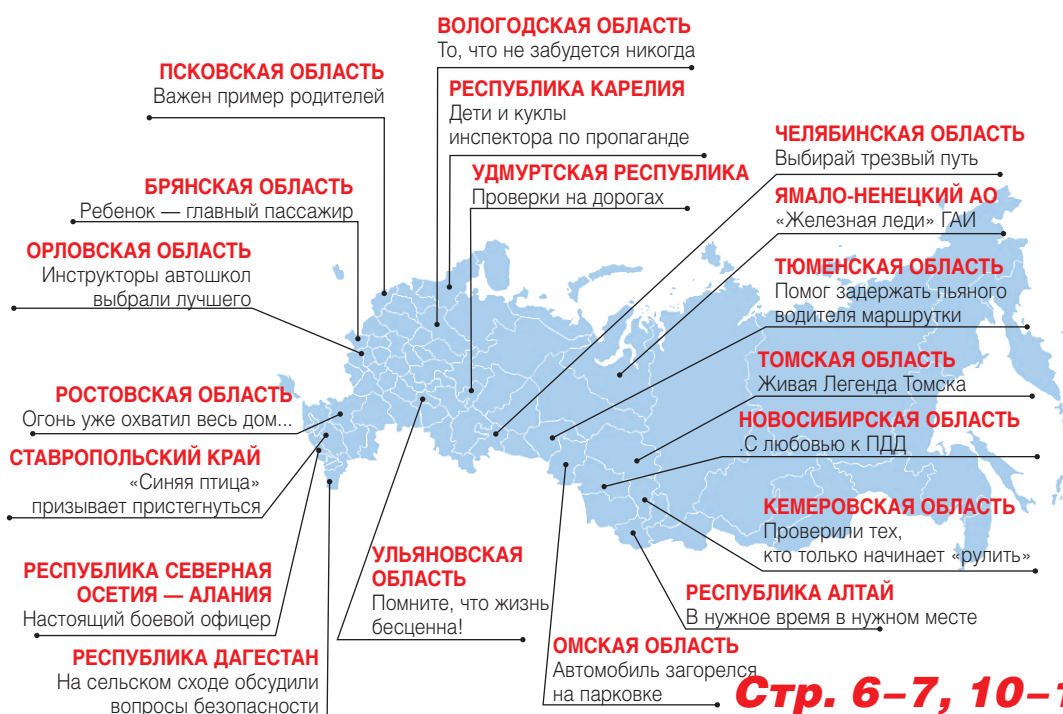 ВОЛОГОДСКАЯ ОБЛАСТЬ
То, что не забудется никогда
ПСКОВСКАЯ ОБЛАСТЬ
Важен пример родителей
РЕСПУБЛИКА КАРЕЛИЯ
Дети и куклы
инспектора по пропаганде
ЧЕЛЯБИНСКАЯ ОБЛАСТЬ
Выбирай трезвый путь
УДМУРТСКАЯ РЕСПУБЛИКА
Проверки на дорогах
БРЯНСКАЯ ОБЛАСТЬ
Ребенок — главный пассажир
ЯМАЛО-НЕНЕЦКИЙ АО
«Железная леди» ГАИ
ОРЛОВСКАЯ ОБЛАСТЬ
Инструкторы автошкол
выбрали лучшего
ТЮМЕНСКАЯ ОБЛАСТЬ
Помог задержать пьяного
водителя маршрутки
ТОМСКАЯ ОБЛАСТЬ
Живая Легенда Томска
РОСТОВСКАЯ ОБЛАСТЬ
Огонь уже охватил весь дом...
НОВОСИБИРСКАЯ ОБЛАСТЬ
.С любовью к ПДД
СТАВРОПОЛЬСКИЙ КРАЙ
«Синяя птица»
призывает пристегнуться
КЕМЕРОВСКАЯ ОБЛАСТЬ
Проверили тех,
кто только начинает «рулить»
РЕСПУБЛИКА СЕВЕРНАЯ
ОСЕТИЯ — АЛАНИЯ
Настоящий боевой офицер
УЛЬЯНОВСКАЯ
ОБЛАСТЬ
Помните, что жизнь
бесценна!
РЕСПУБЛИКА АЛТАЙ
В нужное время в нужном месте
РЕСПУБЛИКА ДАГЕСТАН
На сельском сходе обсудили
вопросы безопасности
ОМСКАЯ ОБЛАСТЬ
Автомобиль загорелся
на парковке
Стр. 6–7, 10–1